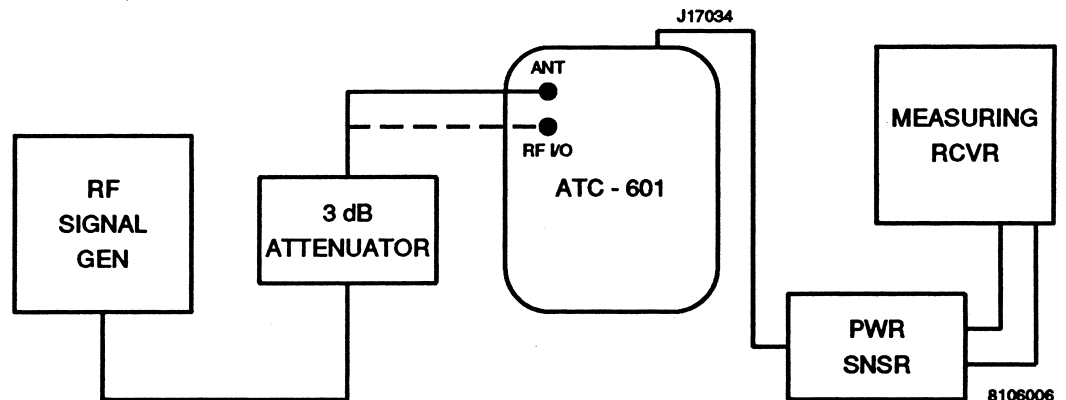 J17034
ANT
RF I/O
ATC - 601
RF
SIGNAL
GEN
3 dB
ATTENUATOR
MEASURING
RCVR
PWR
SNSR
8106006